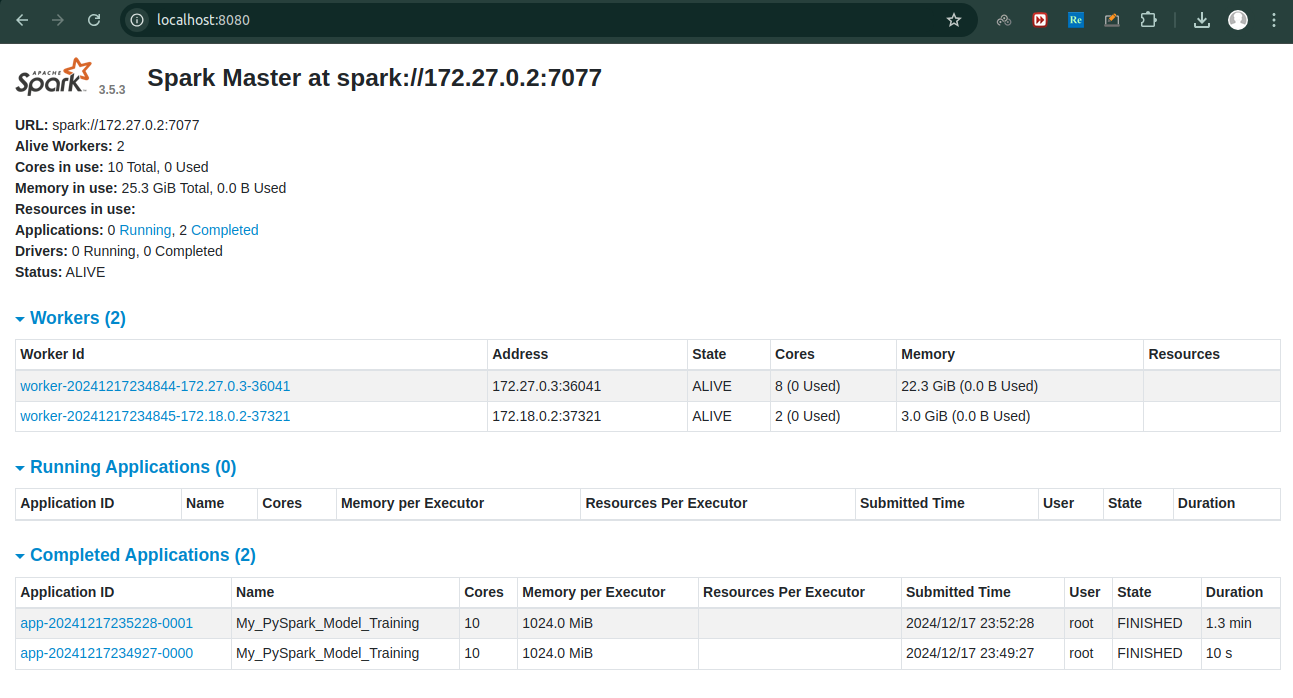 localhost:8080
Re
APACHE
Spark 3.5.3 Spark Master at spark://172.27.0.2:7077
URL: spark://172.27.0.2:7077
Alive Workers: 2
Cores in use: 10 Total, 0 Used
Memory in use: 25.3 GiB Total, 0.0 B Used
Resources in use:
Applications: 0 Running, 2 Completed
Drivers: 0 Running, 0 Completed
Status: ALIVE
Workers (2)
Worker Id Address State Cores Memory Resources
worker-20241217234844-172.27.0.3-36041 172.27.0.3:36041 ALIVE 8 (0 Used) 22.3 GiB (0.0 B Used)
worker-20241217234845-172.18.0.2-37321 172.18.0.2:37321 ALIVE 2 (0 Used) 3.0 GiB (0.0 B Used)
Running Applications (0)
Application ID Name Cores Memory per Executor Resources Per Executor Submitted Time User State Duration
Completed Applications (2)
Application ID Name Cores Memory per Executor Resources Per Executor Submitted Time User State Duration
app-20241217235228-0001 My_PySpark_Model_Training 10 1024.0 MiB 2024/12/17 23:52:28 root FINISHED 1.3 min
app-20241217234927-0000 My_PySpark_Model_Training 10 1024.0 MiB 2024/12/17 23:49:27 root FINISHED 10 s